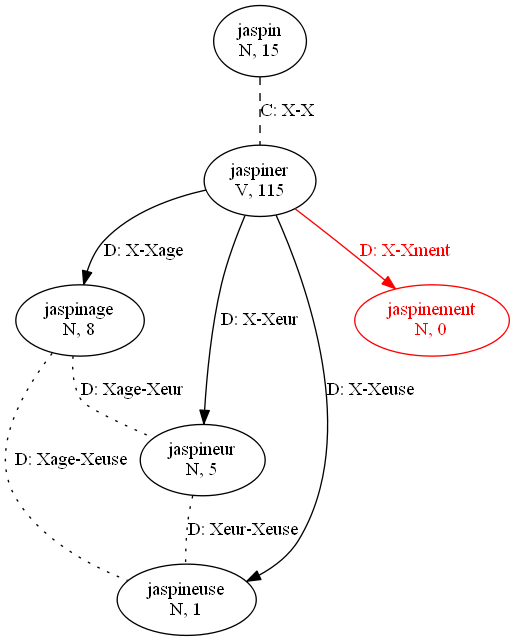 jaspin
N, 15
C: X-X
jaspiner
V, 115
D: X-Xage
D: X-Xment
jaspinage
N, 8
D: X-Xeur
jaspinement
N, 0
D: Xage-Xeur
D: X-Xeuse
D: Xage-Xeuse
jaspineur
N, 5
D: Xeur-Xeuse
jaspineuse
N, 1